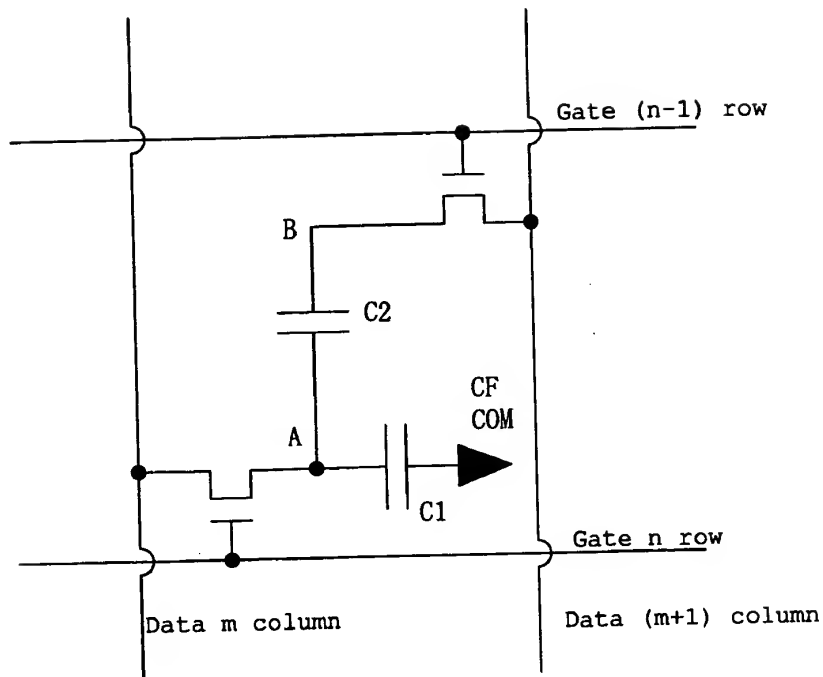 Gate (n-1) row
B
C2
CF
COM
A
C1
Gate n row
Data m column
Data (m+1) column